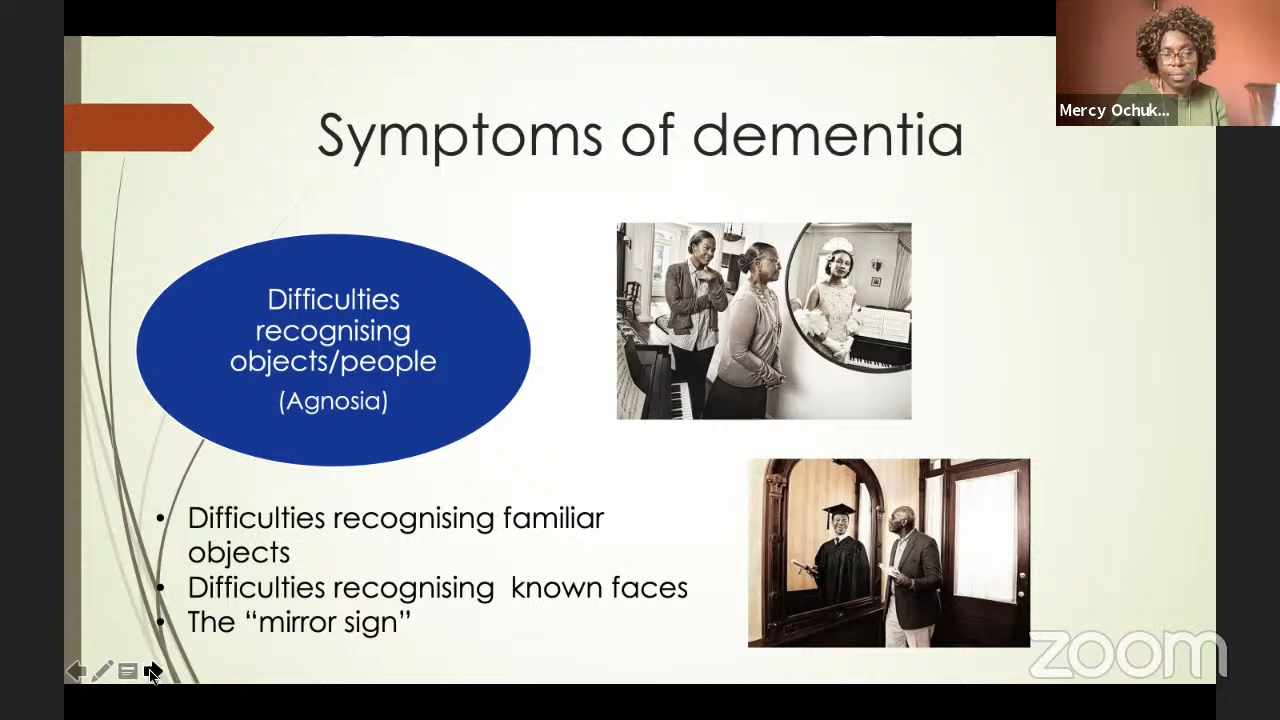 Mercy Ochuk...
Symptoms of dementia
Difficulties
recognising
objects/people
(Agnosia)
• Difficulties recognising familiar
objects
• Difficulties recognising known faces
• The “mirror sign”
zoom